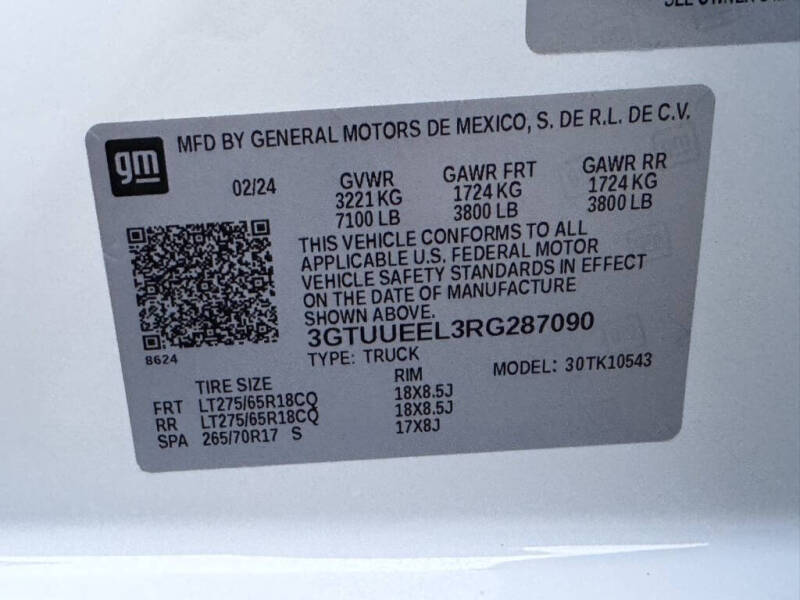 gm
MFD BY GENERAL MOTORS DE MEXICO, S. DE R.L. DE C.V.
02/24 GVWR GAWR FRT GAWR RR
3221 KG 1724 KG 1724 KG
7100 LB 3800 LB 3800 LB
THIS VEHICLE CONFORMS TO ALL
APPLICABLE U.S. FEDERAL MOTOR
VEHICLE SAFETY STANDARDS IN EFFECT
ON THE DATE OF MANUFACTURE
SHOWN ABOVE.
3GTUUEEL3RG287090
8624
TYPE: TRUCK MODEL: 30TK10543
TIRE SIZE RIM
FRT LT275/65R18CQ 18X8.5J
RR LT275/65R18CQ 18X8.5J
SPA 265/70R17 S 17X8J